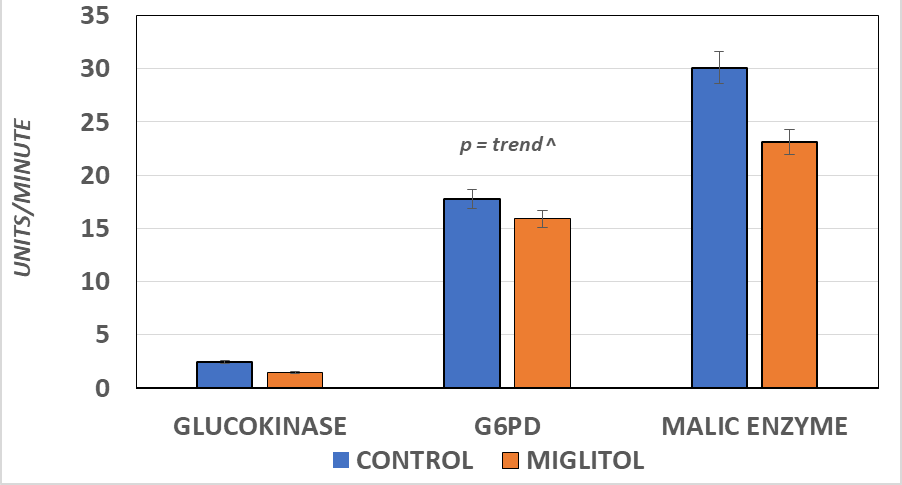 35
30
25
20
15
10
5
0
UNITS/MINUTE
p = trend ^
GLUCOKINASE G6PD MALIC ENZYME
CONTROL MIGLITOL